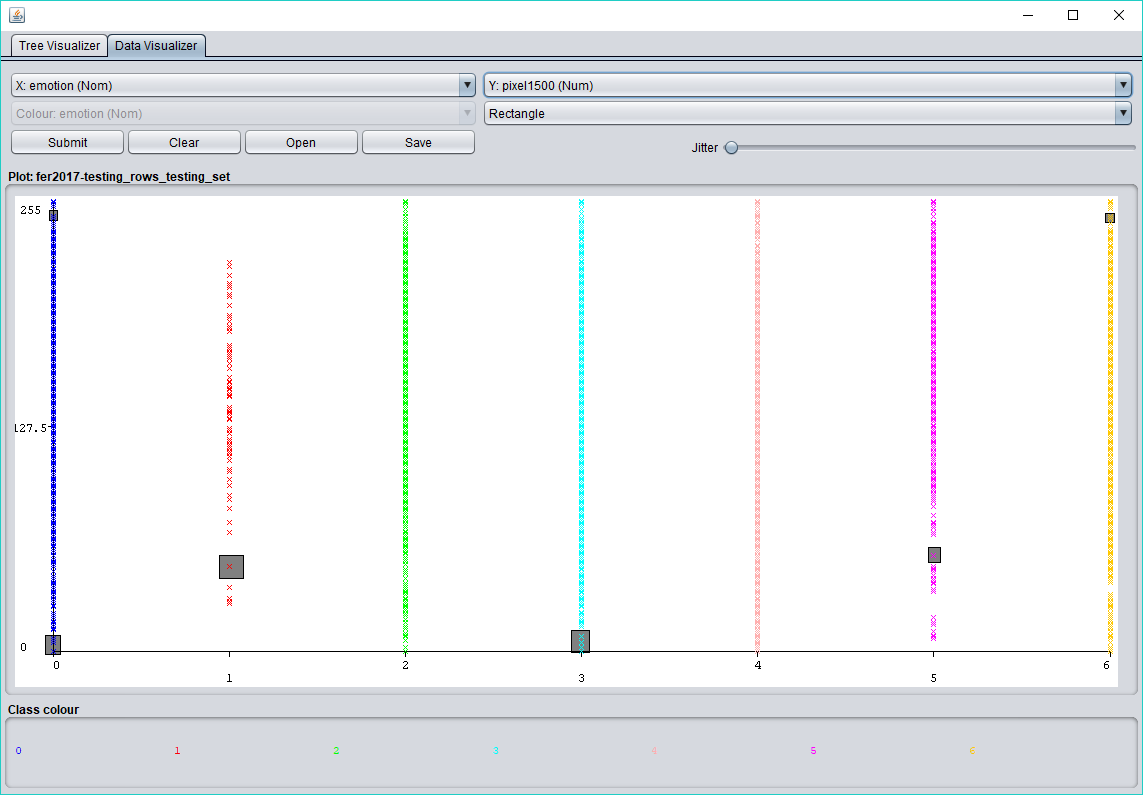 Tree Visualizer Data Visualizer
X: emotion (Nom) Y: pixel1500 (Num)
Colour: emotion (Nom) Rectangle
Submit Clear Open Save Jitter
Plot: fer2017-testing_rows_testing_set
255
127.5
0
0 2 4 6
1 3 5
Class colour
0 1 2 3 4 5 6